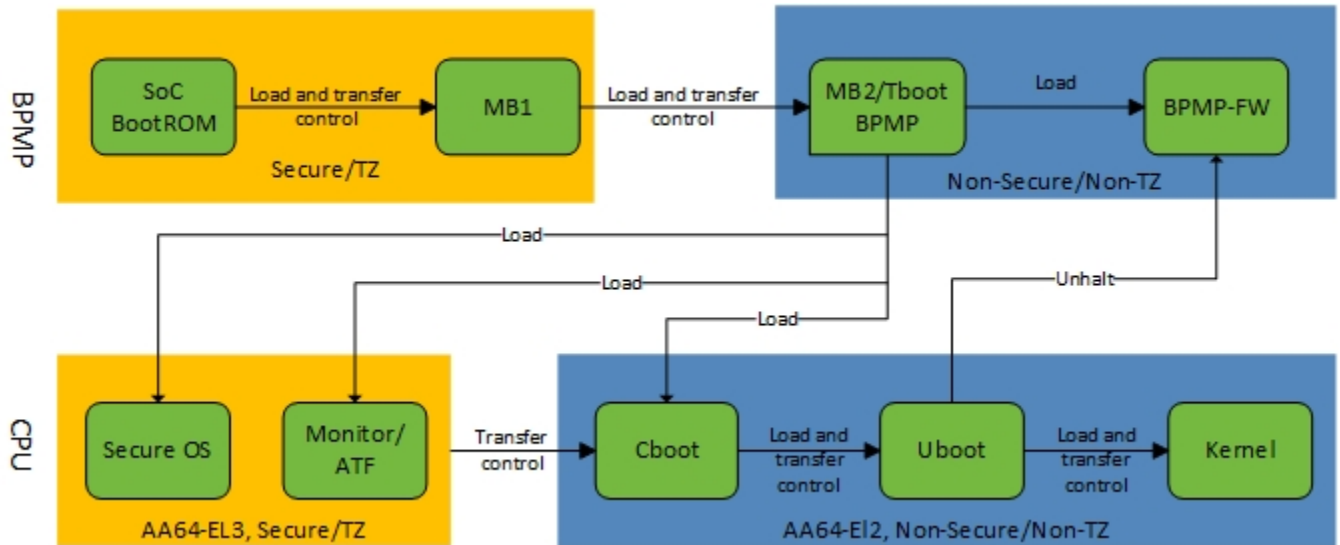 BPMP
SoC
BootROM
Load and transfer
control
MB1
Load and transfer
control
MB2/Tboot
BPMP
Load
BPMP-FW
Secure/TZ
Non-Secure/Non-TZ
Load
Load
Unhalt
Load
CPU
Secure OS
Monitor/
ATF
Transfer
control
Cboot
Load and
transfer
control
Uboot
Load and
transfer
control
Kernel
AA64-EL3, Secure/TZ
AA64-El2, Non-Secure/Non-TZ